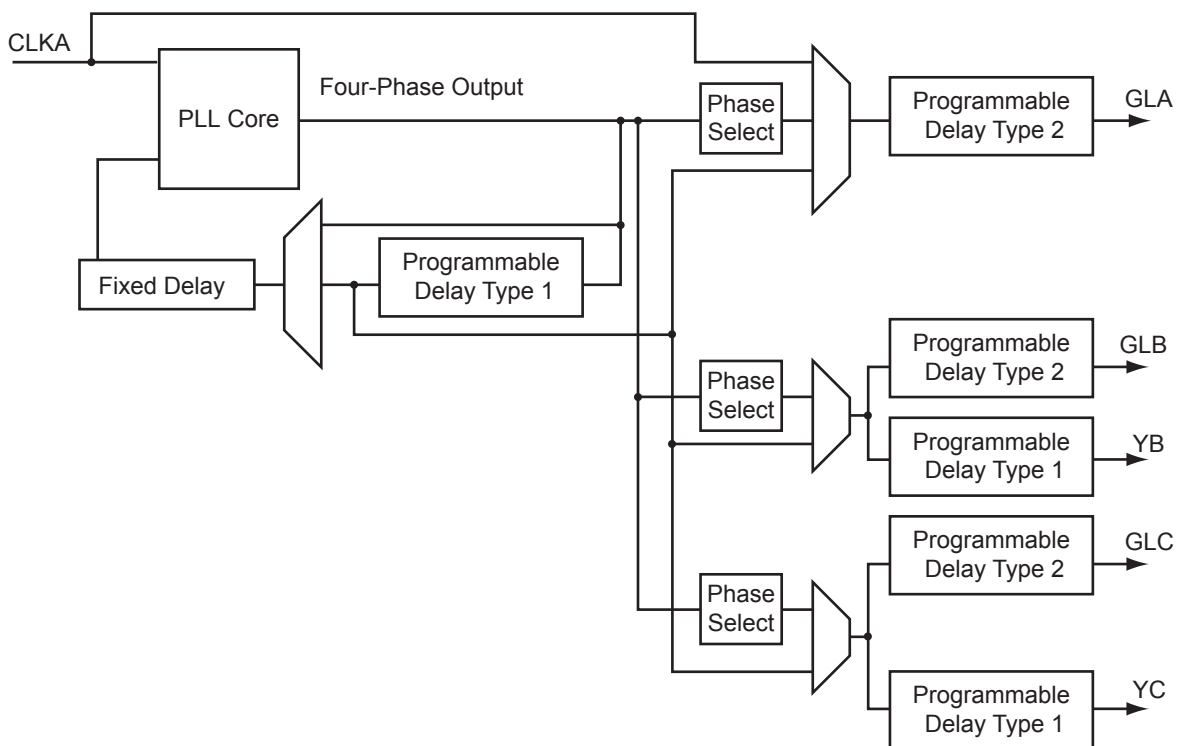 CLKA
PLL Core
Four-Phase Output
Phase
Select
Programmable
Delay Type 2
GLA
Fixed Delay
Programmable
Delay Type 1
Phase
Select
Programmable
Delay Type 2
GLB
Programmable
Delay Type 1
YB
Phase
Select
Programmable
Delay Type 2
GLC
Programmable
Delay Type 1
YC